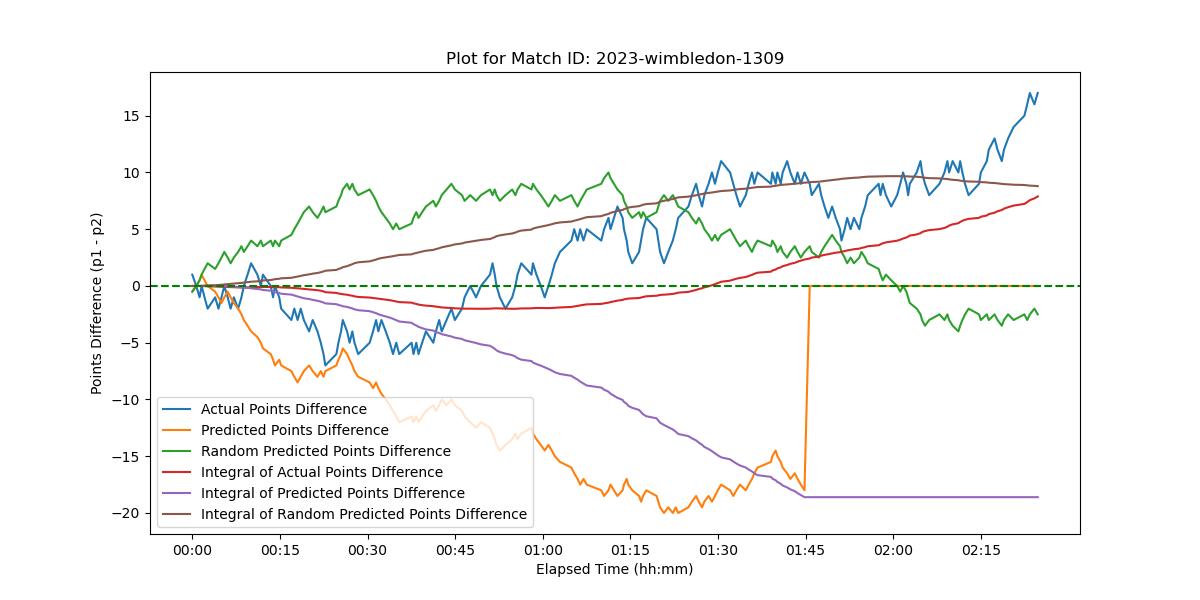 Plot for Match ID: 2023-wimbledon-1309
Points Difference (p1 - p2)
15
10
5
0
−5
−10
−15
−20
Actual Points Difference
Predicted Points Difference
Random Predicted Points Difference
Integral of Actual Points Difference
Integral of Predicted Points Difference
Integral of Random Predicted Points Difference
00:00 00:15 00:30 00:45 01:00 01:15 01:30 01:45 02:00 02:15
Elapsed Time (hh:mm)